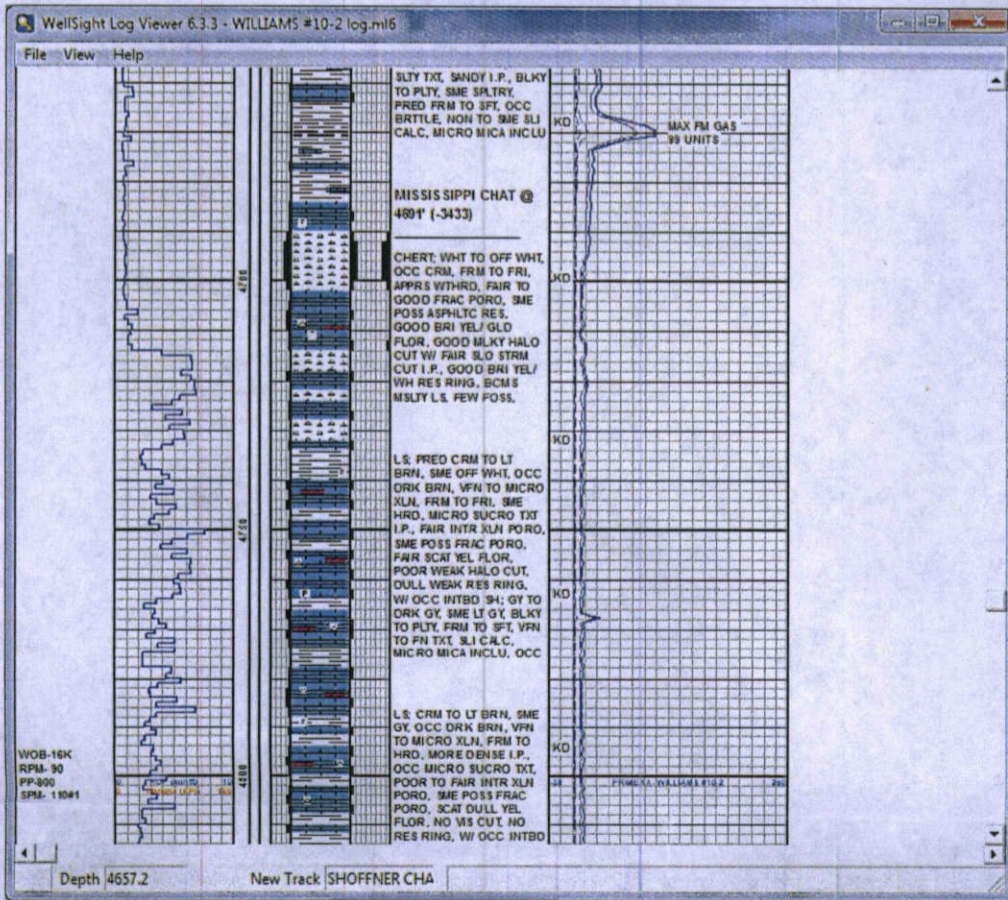 WellSight Log Viewer 6.3.3 - WILLIAMS #10-2 log.ml6
File View Help
SLTY TXT, SANDY I.P., BLKY
TO PLTY, SME SPLTRY,
PRED FRM TO SFT, OCC
BRTTLE, NON TO SME SLI
CALC, MICRO MICA INCLU
KD
MAX FM GAS
99 UNITS
MISSISSIPPI CHAT @
4691' (-3433)
4700
KD
CHERT; WHT TO OFF WHT,
OCC CRM, FRM TO FRI,
APPRS WTHRD, FAIR TO
GOOD FRAC PORO, SME
POSS ASPHLTC RES,
GOOD BRI YEL/ GLD
FLOR, GOOD MLKY HALO
CUT W/ FAIR SLO STRM
CUT I.P., GOOD BRI YEL/
WH RES RING, BCMS
MSLTY LS, FEW FOSS,
KD
4750
LS; PRED CRM TO LT
BRN, SME OFF WHT, OCC
DRK BRN, VFN TO MICRO
XLN, FRM TO FRI, SME
HRD, MICRO SUCRO TXT
I.P., FAIR INTR XLN PORO,
SME POSS FRAC PORO,
FAIR SCAT YEL FLOR,
POOR WEAK HALO CUT,
DULL WEAK RES RING,
W/ OCC INTBD SH; GY TO
DRK GY, SME LT GY, BLKY
TO PLTY, FRM TO SFT, VFN
TO FN TXT, SLI CALC,
MICRO MICA INCLU, OCC
KD
LS; CRM TO LT BRN, SME
GY, OCC DRK BRN, VFN
TO MICRO XLN, FRM TO
HRD, MORE DENSE I.P.,
OCC MICRO SUCRO TXT,
POOR TO FAIR INTR XLN
PORO, SME POSS FRAC
PORO, SCAT DULL YEL
FLOR, NO VIS CUT, NO
RES RING, W/ OCC INTBD
KD
WOB-16K
RPM- 90
PP-800
SPM- 110#1
4800
WILLIAMS #10-2
Depth 4657.2 New Track SHOFFNER CHA